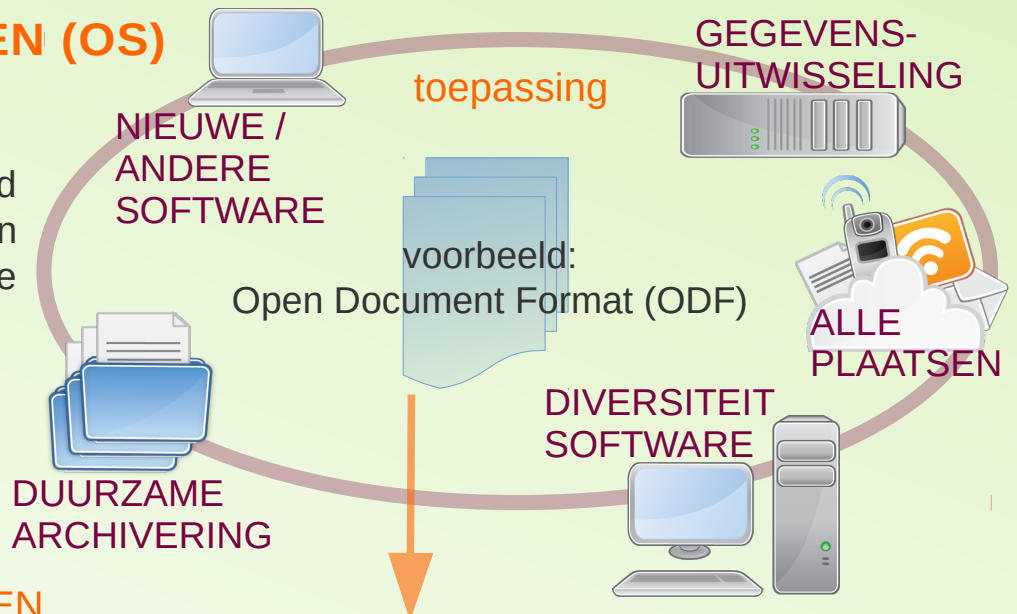 EN (OS)
toepassing
GEGEVENS-
UITWISSELING
NIEUWE /
ANDERE
SOFTWARE
d
n
e
voorbeeld:
Open Document Format (ODF)
ALLE
PLAATSEN
DIVERSITEIT
SOFTWARE
DUURZAME
ARCHIVERING
EN